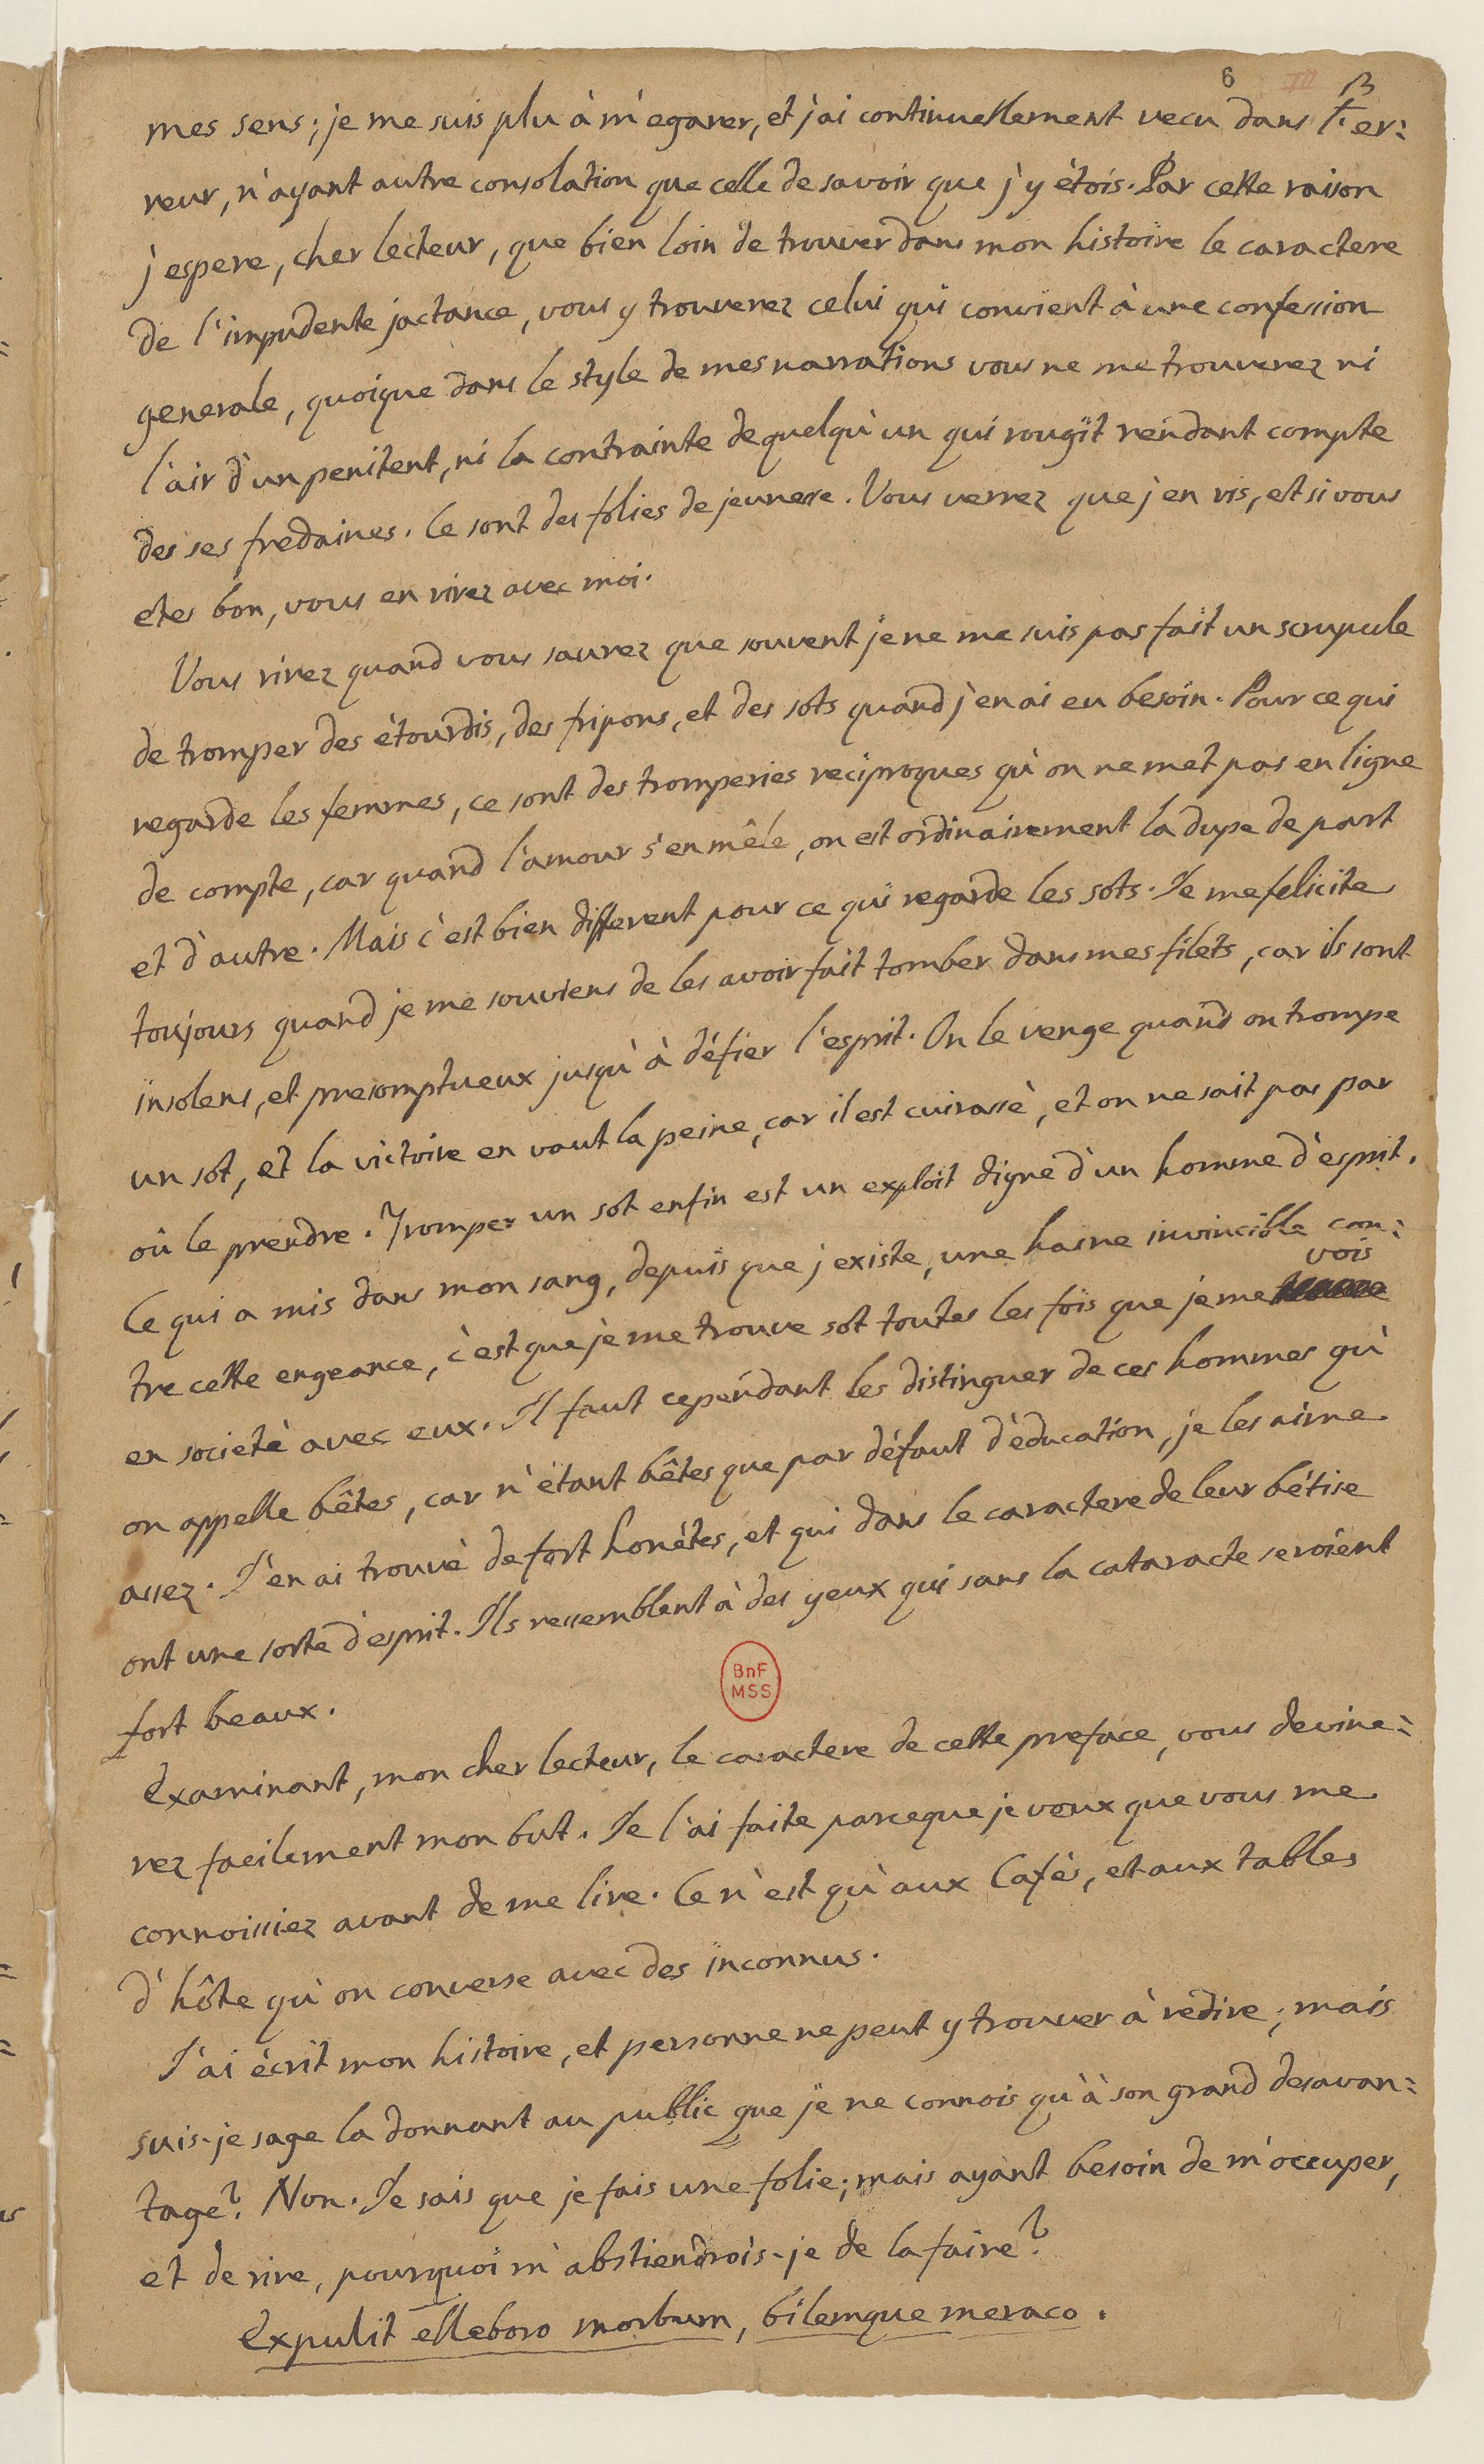 6
mes sens; je me suis plu à m'egarer, et j'ai continuellement vecu dans l'er=
reur, n'ayant autre consolation que celle de savoir que j'y étois. Par cette raison
j'espere, cher lecteur, que bien loin de trouver dans mon histoire le caractere
de l'impudente jactance, vous y trouverez celui qui convient à une confession
generale, quoique dans le style de mes narrations vous ne me trouverez ni
l'air d'un penitent, ni la contrainte de quelqu'un qui rougit rendant compte
des ses fredaines. Ce sont des folies de jeunesse. Vous verrez que j'en ris, et si vous
etes bon, vous en rirez avec moi.
Vous rirez quand vous saurez que souvent je ne me suis pas fait un scrupule
de tromper des étourdis, des fripons, et des sots quand j'en ai eu besoin. Pour ce qui
regarde les femmes, ce sont des tromperies reciproques qu'on ne met pas en ligne
de compte, car quand l'amour s'en mêle, on est ordinairement la dupe de part
et d'autre. Mais c'est bien different pour ce qui regarde les sots. Je me felicite
toujours quand je me souviens de les avoir fait tomber dans mes filets, car ils sont
insolens, et presomptueux jusqu'à défier l'esprit. On le venge quand on trompe
un sot, et la victoire en vaut la peine, car il est cuirassé, et on ne sait pas par
où le prendre. Tromper un sot enfin est un exploit digne d'un homme d'esprit.
Ce qui a mis dans mon sang, depuis que j'existe, une haine invincible con=
tre cette engeance, c'est que je me trouve sot toutes les fois que je me vois
en societé avec eux. Il faut cependant les distinguer de ces hommes qu'
on appelle bêtes, car n'étant bêtes que par défaut d'éducation, je les aime
assez. J'en ai trouvé de fort honêtes, et qui dans le caractere de leur bétise
ont une sorte d'esprit. Ils ressemblent à des yeux qui sans la cataracte seroient
fort beaux.
BnF
MSS
Examinant, mon cher lecteur, le caractere de cette preface, vous devine=
rez facilement mon but. Je l'ai faite parceque je veux que vous me
connoissiez avant de me lire. Ce n'est qu'aux Cafés, et aux tables
d'hôte qu'on converse avec des inconnus.
J'ai écrit mon histoire, et personne ne peut y trouver à redire; mais
suis-je sage la donnant au public que je ne connois qu'à son grand desavan=
tage? Non. Je sais que je fais une folie; mais ayant besoin de m'occuper,
et de rire, pourquoi m'abstiendrois-je de la faire?
Expulit elleboro morbum, bilemque meraco.